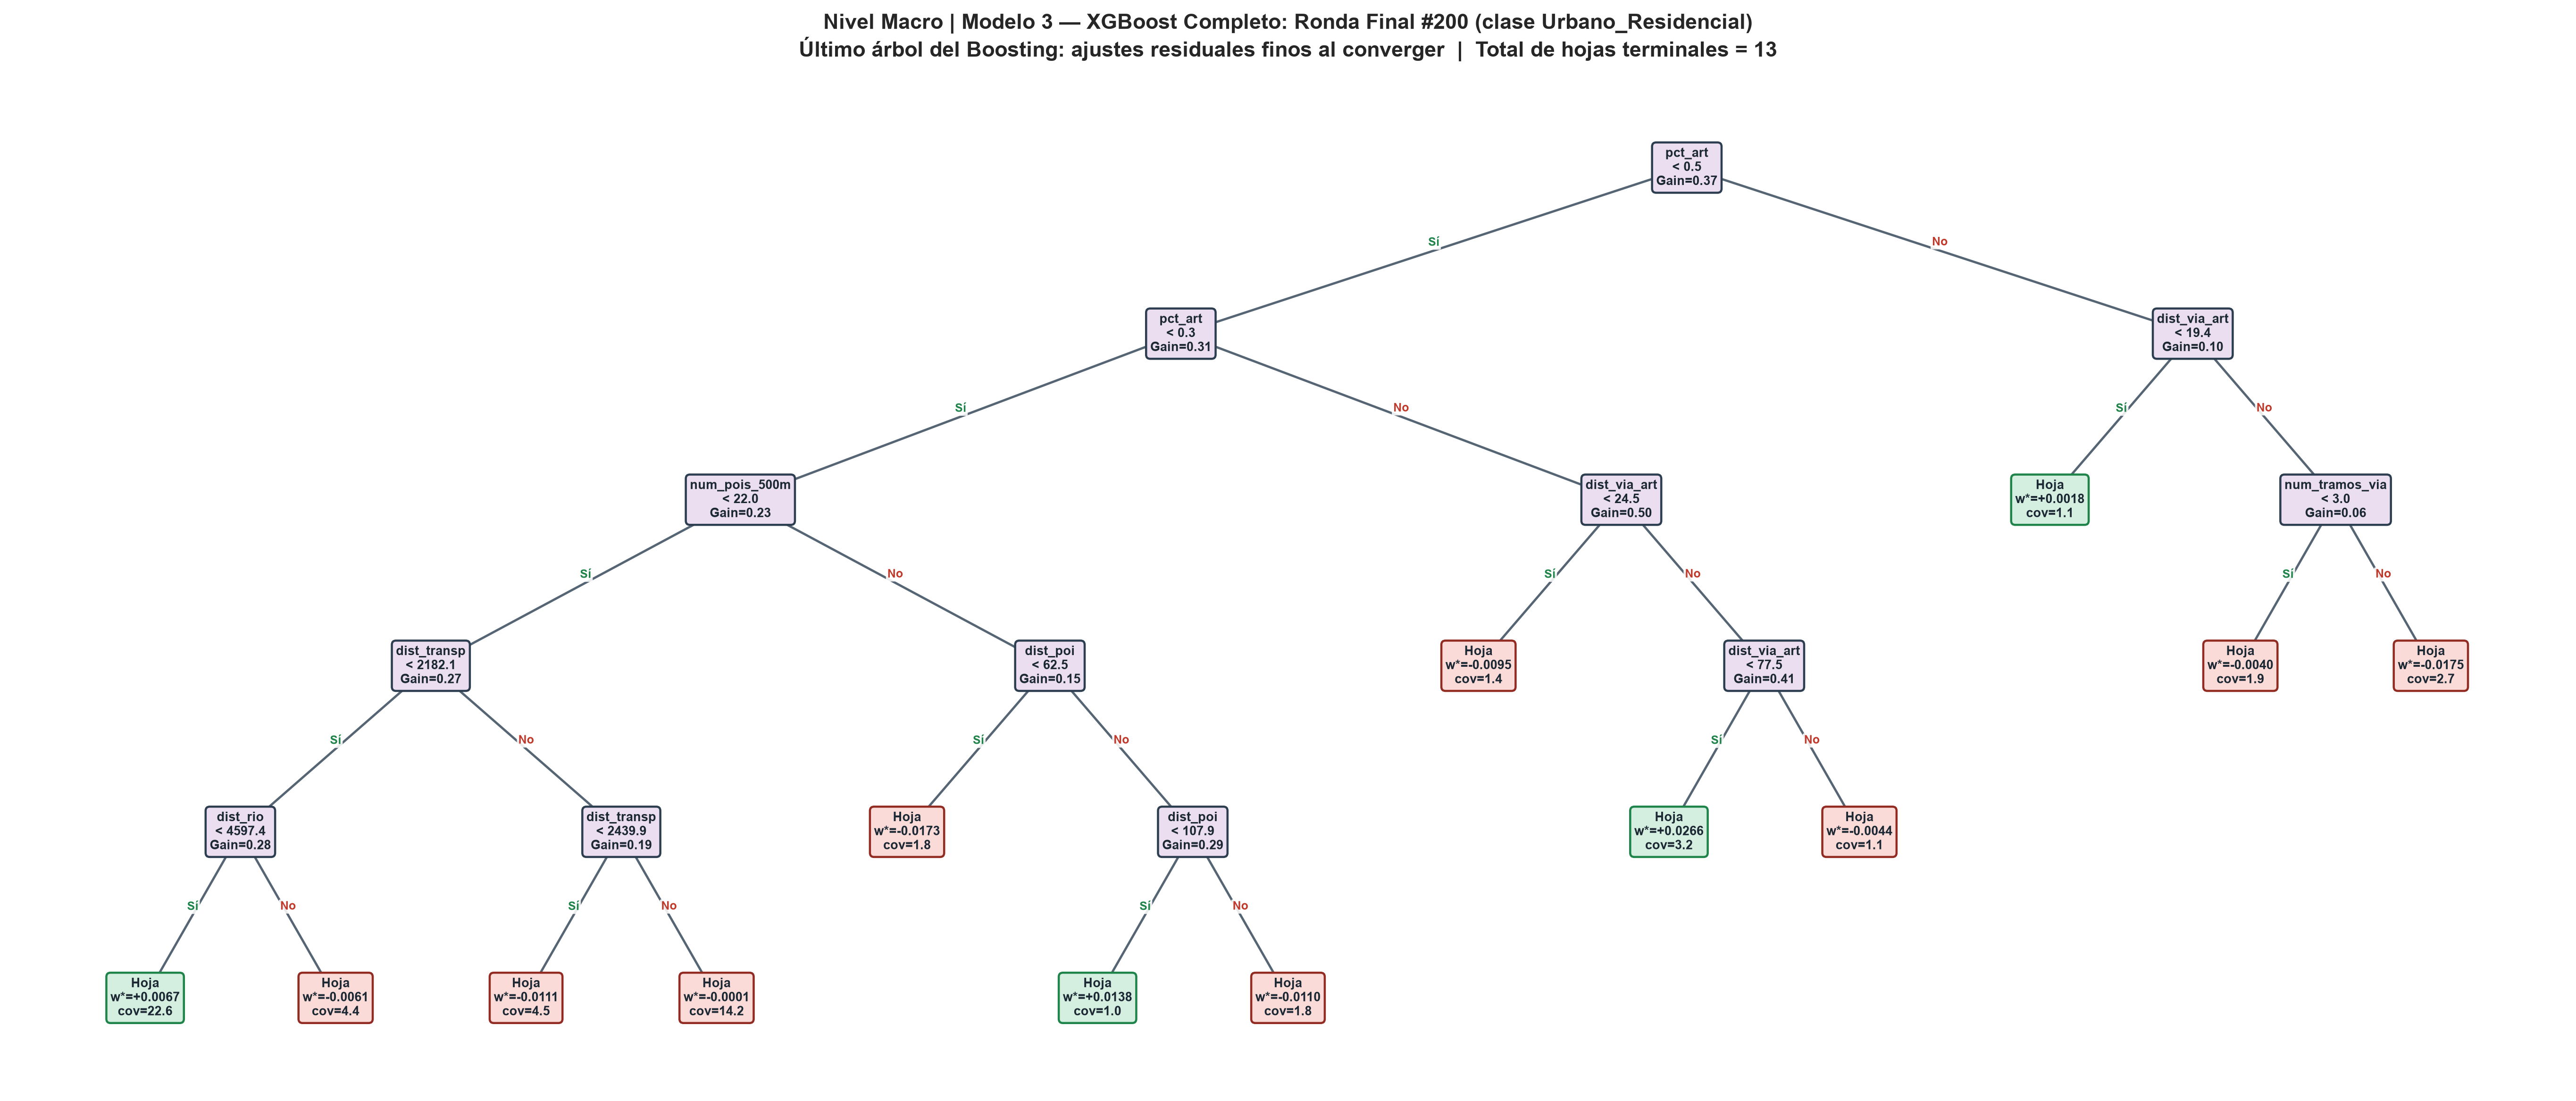 Nivel Macro | Modelo 3 — XGBoost Completo: Ronda Final #200 (clase Urbano_Residencial)
Último árbol del Boosting: ajustes residuales finos al converger | Total de hojas terminales = 13
pct_art
< 0.5
Gain=0.37
Sí
No
pct_art
< 0.3
Gain=0.31
dist_via_art
< 19.4
Gain=0.10
Sí
No
Sí
No
num_pois_500m
< 22.0
Gain=0.23
dist_via_art
< 24.5
Gain=0.50
Hoja
w*=+0.0018
cov=1.1
num_tramos_via
< 3.0
Gain=0.06
Sí
No
Sí
No
Sí
No
dist_transp
< 2182.1
Gain=0.27
dist_poi
< 62.5
Gain=0.15
Hoja
w*=-0.0095
cov=1.4
dist_via_art
< 77.5
Gain=0.41
Hoja
w*=-0.0040
cov=1.9
Hoja
w*=-0.0175
cov=2.7
Sí
No
Sí
No
Sí
No
dist_rio
< 4597.4
Gain=0.28
dist_transp
< 2439.9
Gain=0.19
Hoja
w*=-0.0173
cov=1.8
dist_poi
< 107.9
Gain=0.29
Hoja
w*=+0.0266
cov=3.2
Hoja
w*=-0.0044
cov=1.1
Sí
No
Sí
No
Sí
No
Hoja
w*=+0.0067
cov=22.6
Hoja
w*=-0.0061
cov=4.4
Hoja
w*=-0.0111
cov=4.5
Hoja
w*=-0.0001
cov=14.2
Hoja
w*=+0.0138
cov=1.0
Hoja
w*=-0.0110
cov=1.8